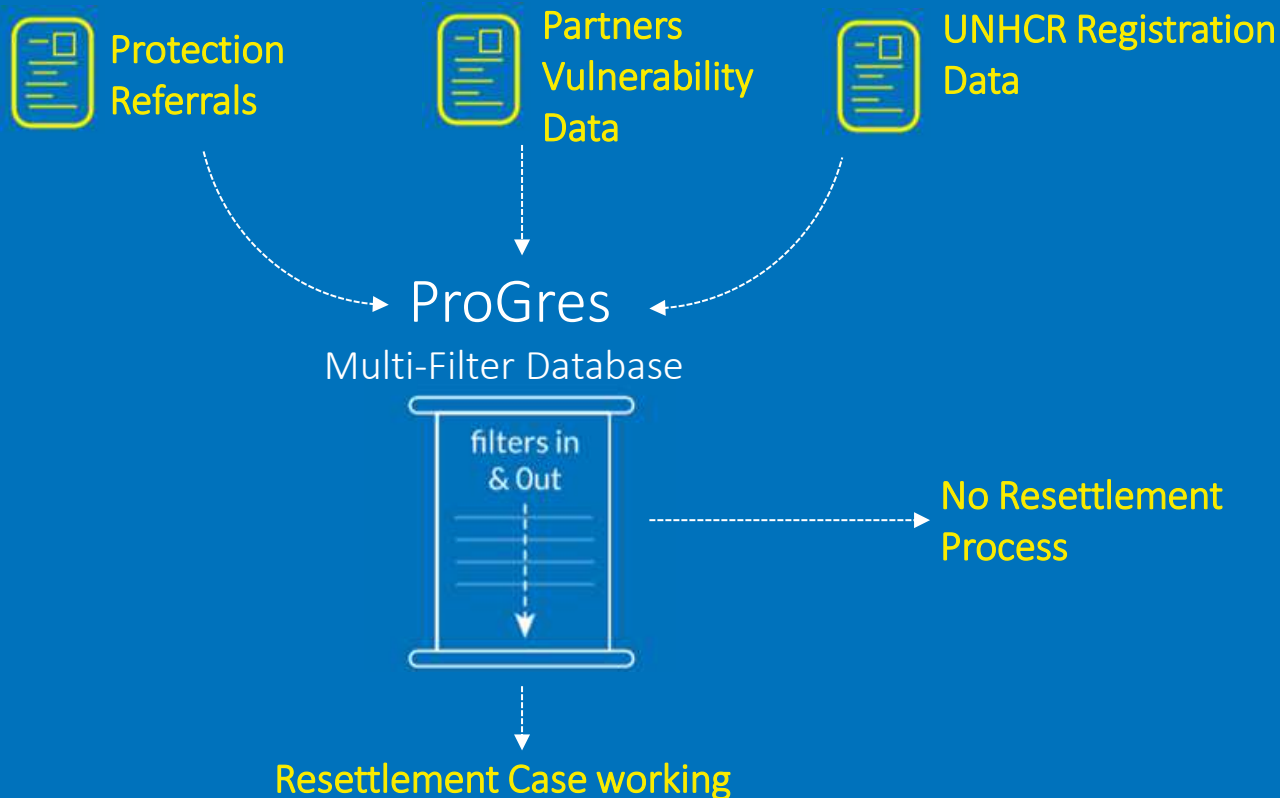 Protection
Referrals
Partners
Vulnerability
Data
UNHCR Registration
Data
ProGres
Multi-Filter Database
filters in
& Out
No Resettlement
Process
Resettlement Case working